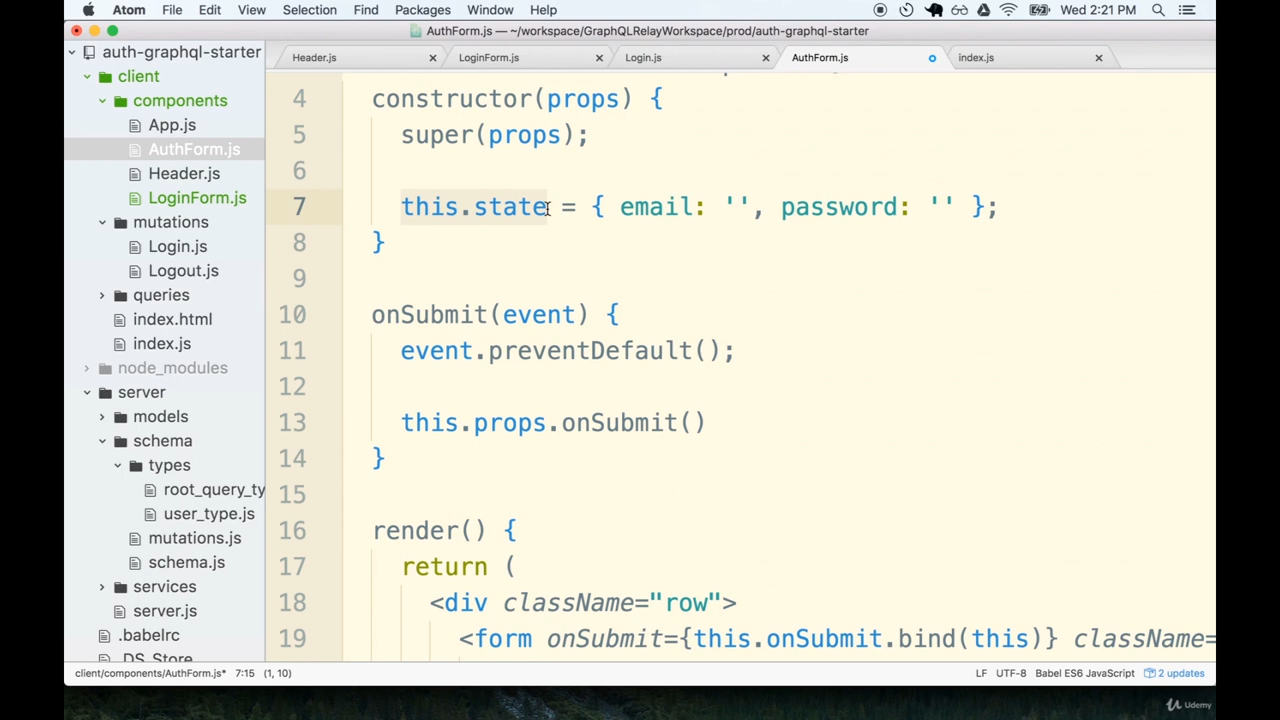 Atom File Edit View Selection Find Packages Window Help Wed 2:21 PM
AuthForm.js — ~/workspace/GraphQLRelayWorkspace/prod/auth-graphql-starter
auth-graphql-starter
client
components
App.js
AuthForm.js
Header.js
LoginForm.js
mutations
Login.js
Logout.js
queries
index.html
index.js
node_modules
server
models
schema
types
root_query_ty
user_type.js
mutations.js
schema.js
services
server.js
.babelrc
.DS_Store
Header.js LoginForm.js Login.js AuthForm.js index.js
4 constructor(props) {
5 super(props);
6
7 this.state = { email: '', password: '' };
8 }
9
10 onSubmit(event) {
11 event.preventDefault();
12
13 this.props.onSubmit()
14 }
15
16 render() {
17 return (
18 <div className="row">
19 <form onSubmit={this.onSubmit.bind(this)} className=
client/components/AuthForm.js* 7:15 (1, 10) LF UTF-8 Babel ES6 JavaScript 2 updates
Udemy